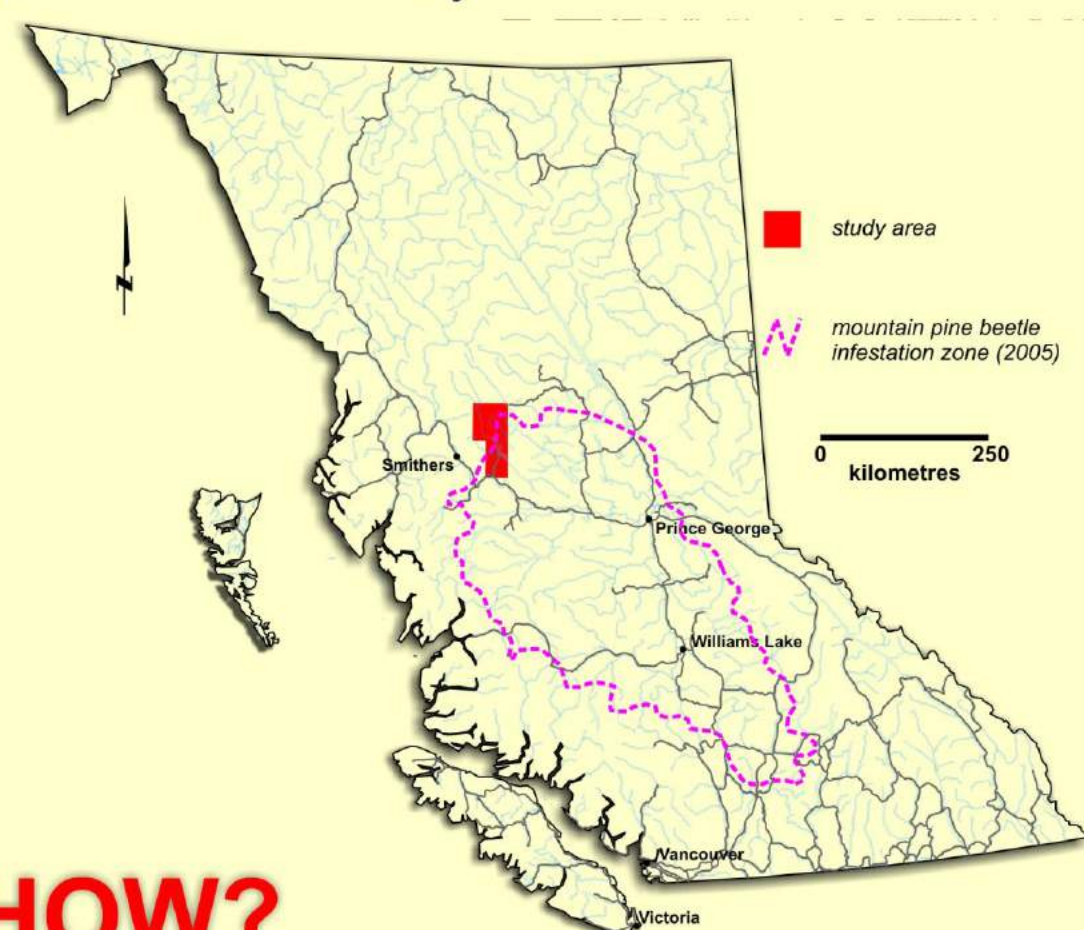 study area
mountain pine beetle
infestation zone (2005)
N
0 250
kilometres
Smithers
Prince George
Williams Lake
Vancouver
Victoria
HOW?